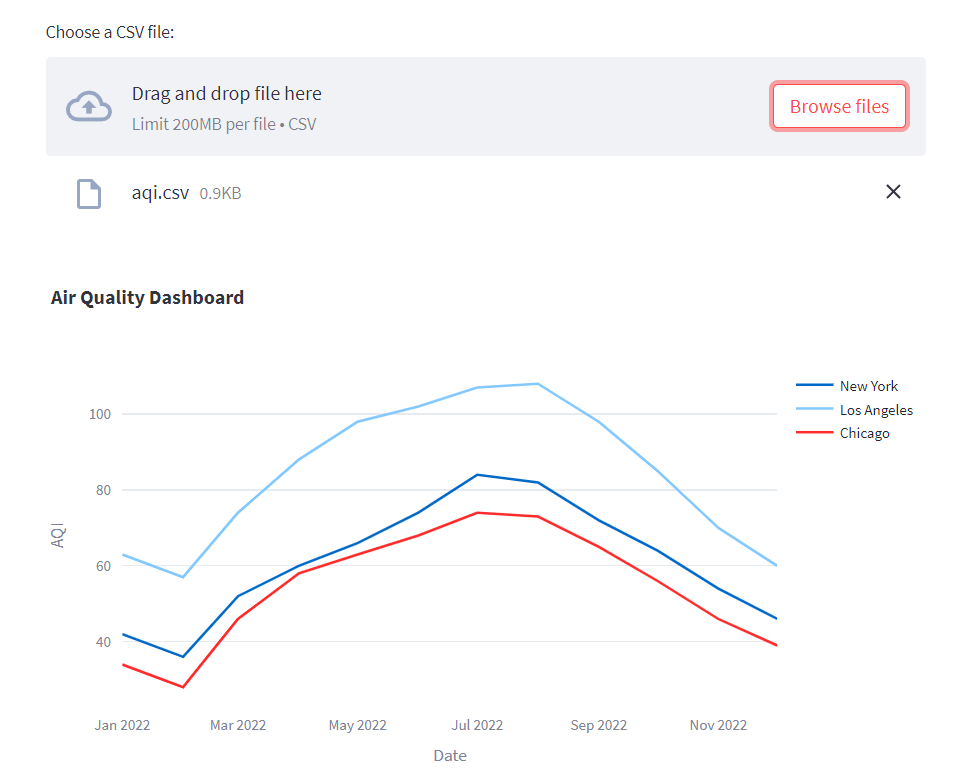 Choose a CSV file:
Drag and drop file here
Limit 200MB per file • CSV
Browse files
aqi.csv 0.9KB
Air Quality Dashboard
New York
Los Angeles
Chicago
100
80
60
40
AQI
Jan 2022 Mar 2022 May 2022 Jul 2022 Sep 2022 Nov 2022
Date